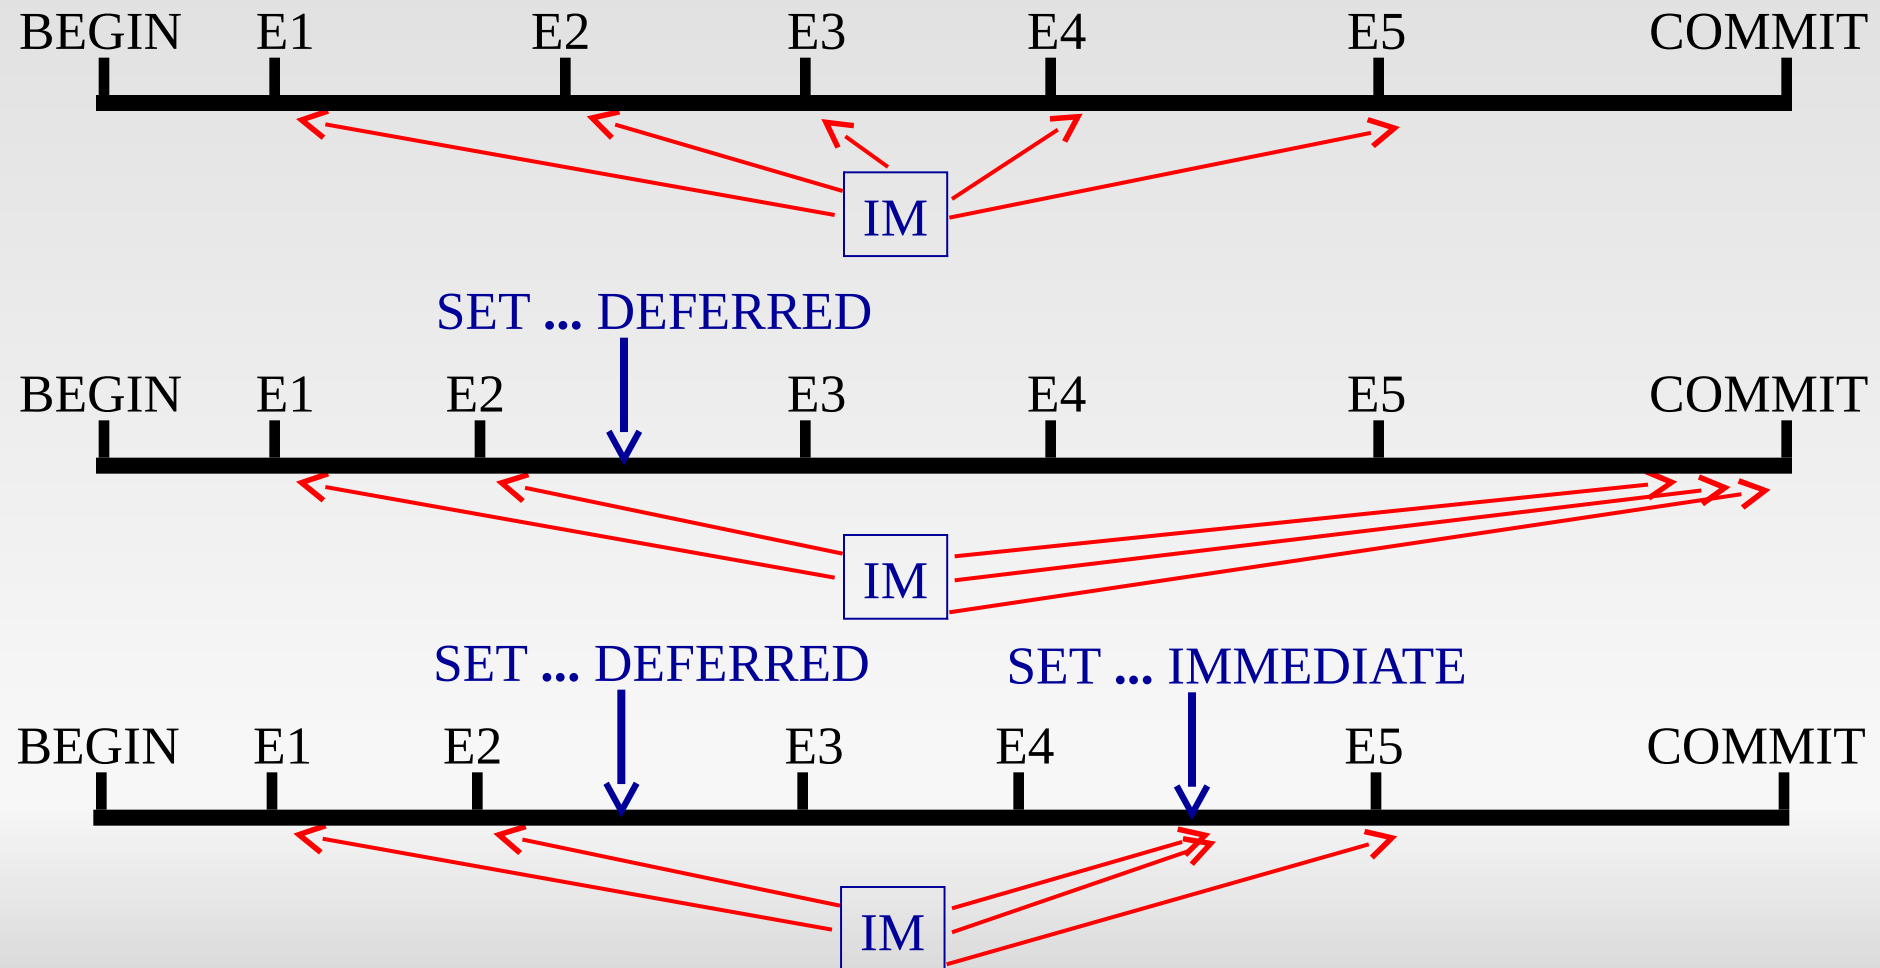 BEGIN E1 E2 E3 E4 E5 COMMIT
IM
SET ... DEFERRED
BEGIN E1 E2 E3 E4 E5 COMMIT
IM
SET ... DEFERRED SET ... IMMEDIATE
BEGIN E1 E2 E3 E4 E5 COMMIT
IM